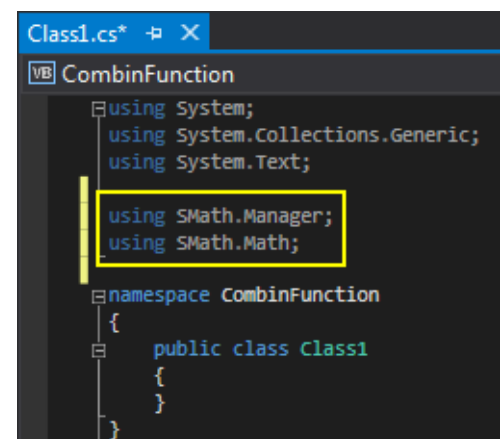 Class1.cs*
VB CombinFunction
using System;
using System.Collections.Generic;
using System.Text;
using SMath.Manager;
using SMath.Math;
namespace CombinFunction
{
public class Class1
{
}
}